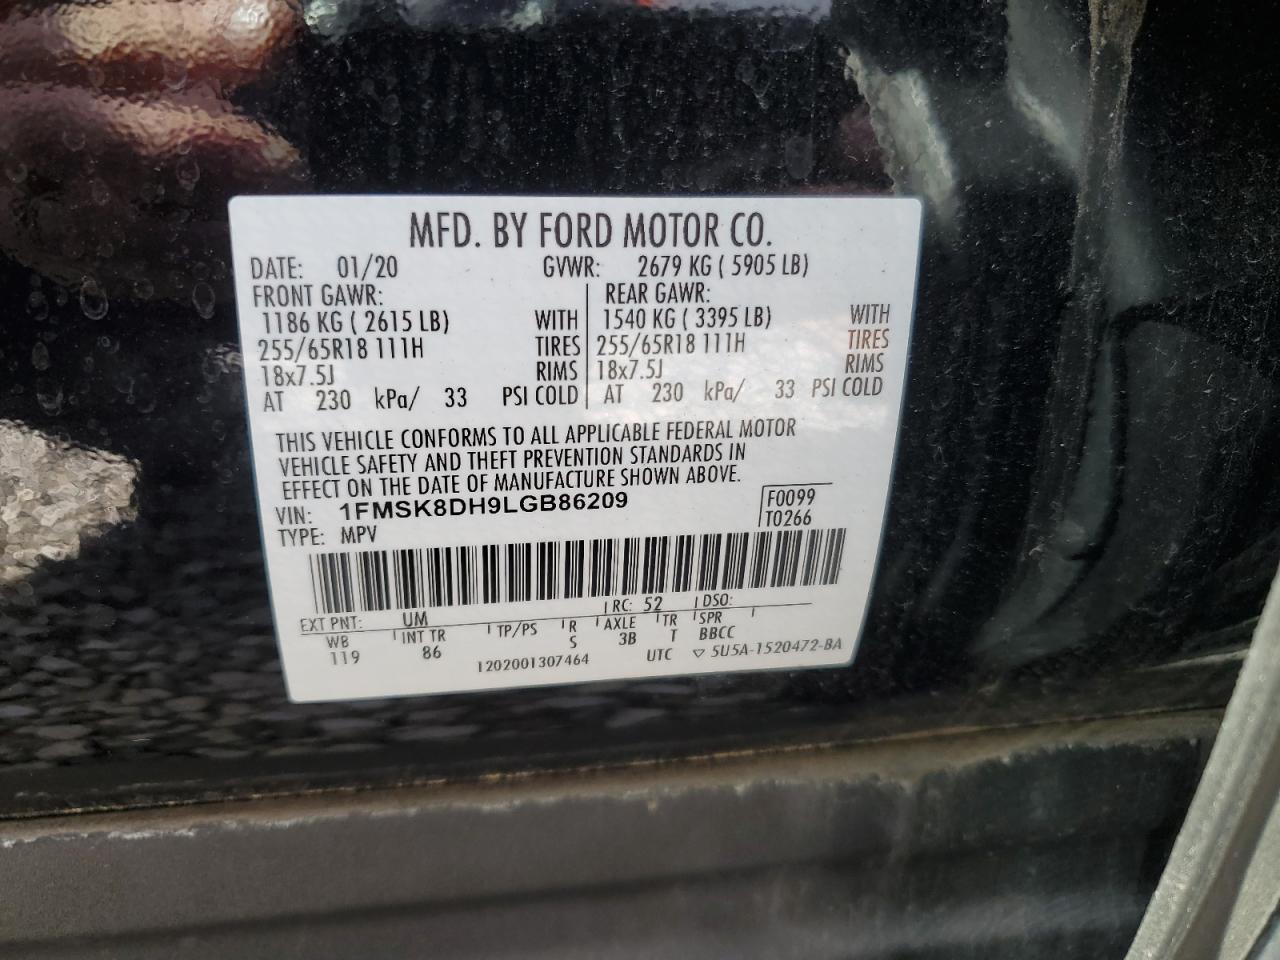 MFD. BY FORD MOTOR CO.
DATE: 01/20 GVWR: 2679 KG ( 5905 LB)
FRONT GAWR: REAR GAWR:
1186 KG ( 2615 LB) WITH 1540 KG ( 3395 LB) WITH
255/65R18 111H TIRES 255/65R18 111H TIRES
18x7.5J RIMS 18x7.5J RIMS
AT 230 kPa/ 33 PSI COLD AT 230 kPa/ 33 PSI COLD
THIS VEHICLE CONFORMS TO ALL APPLICABLE FEDERAL MOTOR
VEHICLE SAFETY AND THEFT PREVENTION STANDARDS IN
EFFECT ON THE DATE OF MANUFACTURE SHOWN ABOVE.
VIN: 1FMSK8DH9LGB86209 F0099
TYPE: MPV T0266
EXT PNT: UM RC: 52 DSO:
WB INT TR TP/PS R AXLE TR SPR
119 86 S 3B T BBCC
1202001307464 UTC ▽ 5U5A-1520472-BA